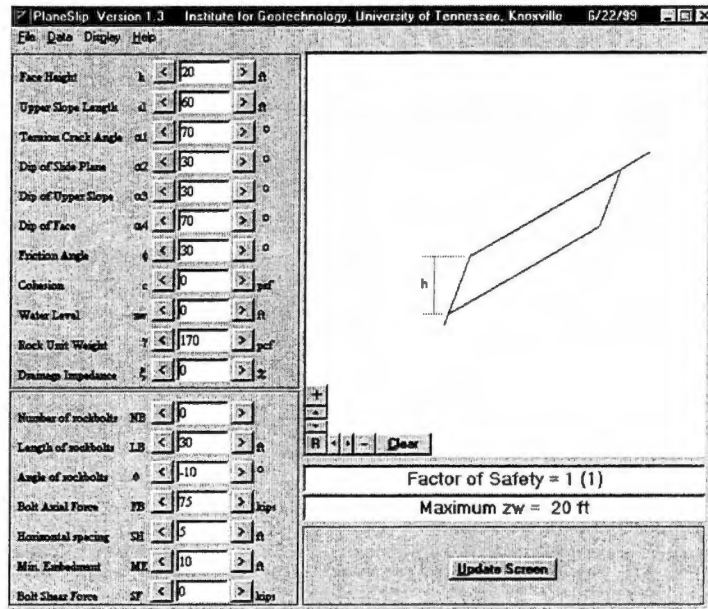 PlaneSlip Version 1.3 Institute for Geotechnology, University of Tennessee, Knoxville 6/22/99
File Data Display Help
Face Height h < 20 > ft
Upper Slope Length sl < 60 > ft
Tension Crack Angle α1 < 70 > °
Dip of Slide Plane α2 < 30 > °
Dip of Upper Slope α3 < 30 > °
Dip of Face α4 < 70 > °
Friction Angle ϕ < 30 > °
Cohesion c < 0 > psf
Water Level zw < 0 > ft
Rock Unit Weight γ < 170 > pcf
Drainage Impedance ξ < 0 > %
Number of rockbolts NB < 0 >
Length of rockbolts LB < 30 > ft
Angle of rockbolts < -10 > °
Bolt Axial Force FB < 75 > kips
Horizontal spacing SH < 5 > ft
Min. Embedment ME < 10 > ft
Bolt Shear Force SF < 0 > kips
h
+
R - Clear
Factor of Safety = 1 (1)
Maximum zw = 20 ft
Update Screen